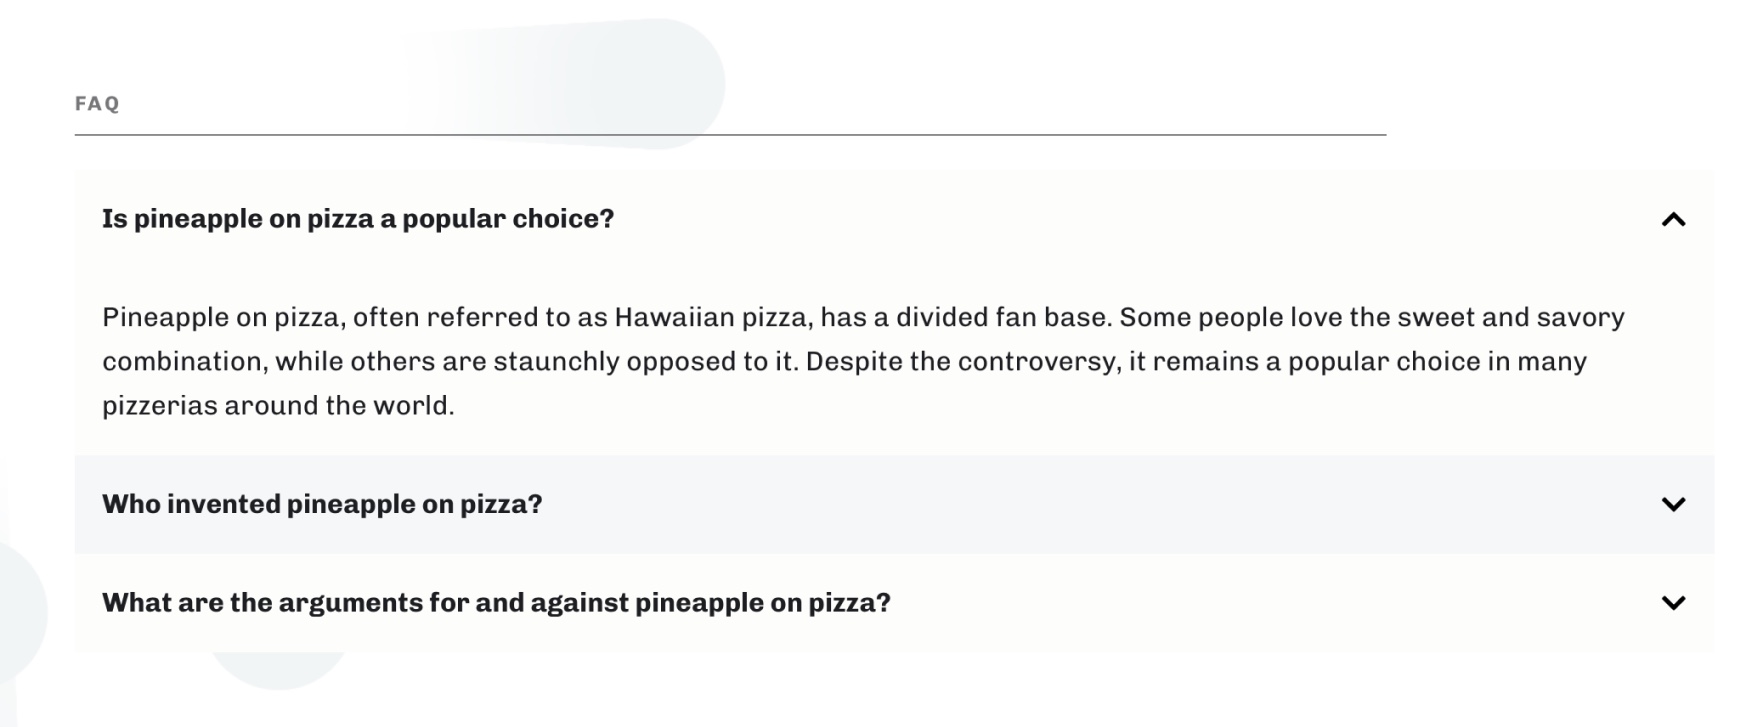 FAQ
Is pineapple on pizza a popular choice?
Pineapple on pizza, often referred to as Hawaiian pizza, has a divided fan base. Some people love the sweet and savory
combination, while others are staunchly opposed to it. Despite the controversy, it remains a popular choice in many
pizzerias around the world.
Who invented pineapple on pizza?
What are the arguments for and against pineapple on pizza?